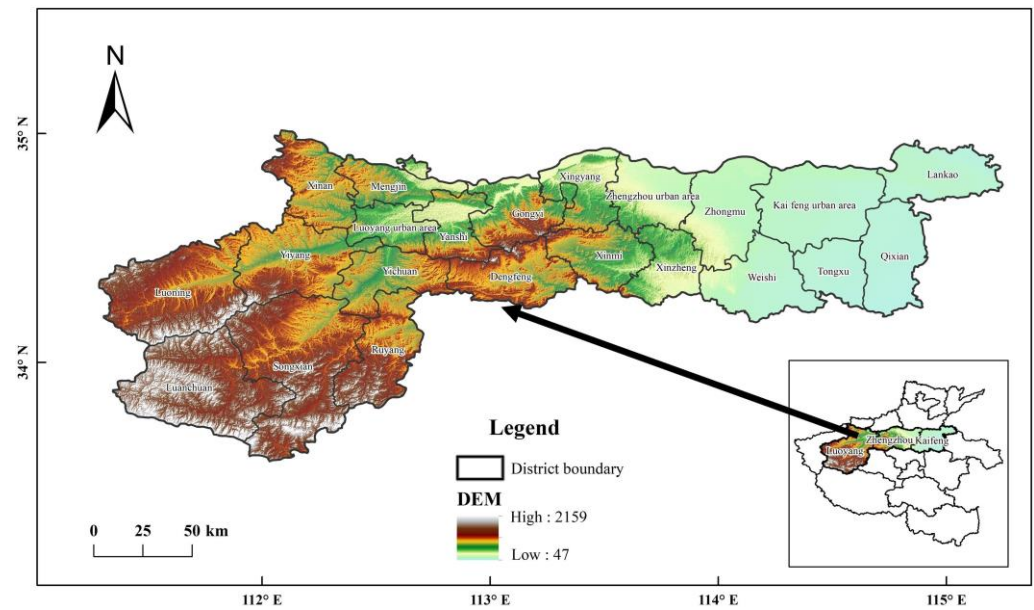 N
35° N
34° N
Xinan
Mengjin
Xingyang
Gongyi
Zhengzhou urban area
Zhongmu
Kai feng urban area
Lankao
Luoyang urban area
Yanshi
Yiyang
Yichuan
Dengfeng
Xinmi
Xinzheng
Weishi
Tongxu
Qixian
Luoning
Songxian
Ruyang
Luanchuan
Legend
District boundary
DEM
High : 2159
Low : 47
0 25 50 km
Luoyang
Zhengzhou
Kaifeng
112° E
113° E
114° E
115° E